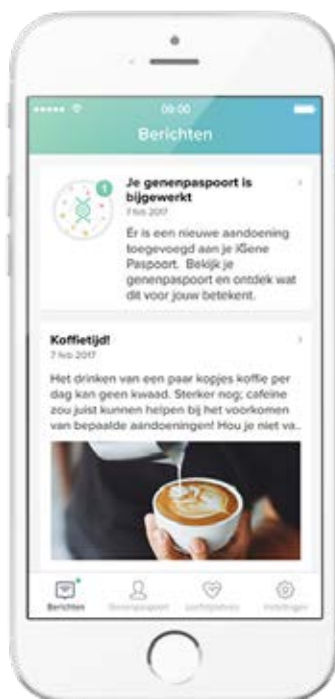 09:00
Berichten
1
Je genenpaspoort is
bijgewerkt
7 feb 2017
Er is een nieuwe aandoening
toegevoegd aan je iGene
Paspoort. Bekijk je
genenpaspoort en ontdek wat
dit voor jouw betekent.
Koffietijd!
7 feb 2017
Het drinken van een paar kopjes koffie per
dag kan geen kwaad. Sterker nog; cafeïne
zou juist kunnen helpen bij het voorkomen
van bepaalde aandoeningen! Hou je niet va..
Berichten
Genenpaspoort
Leefstijladvies
Instellingen